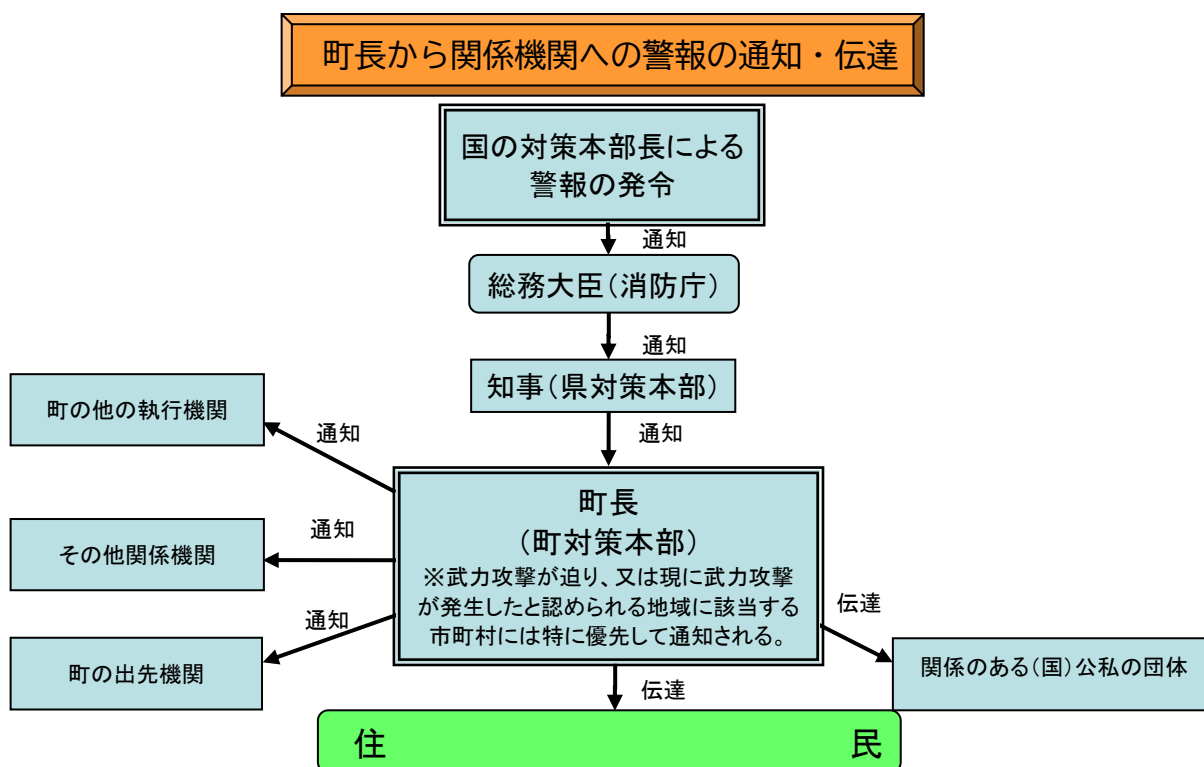 町長から関係機関への警報の通知・伝達
国の対策本部長による
警報の発令
通知
総務大臣（消防庁）
通知
知事（県対策本部）
通知
町の他の執行機関
通知
その他関係機関
通知
町の出先機関
通知
町長
（町対策本部）
※武力攻撃が迫り、又は現に武力攻撃
が発生したと認められる地域に該当する
市町村には特に優先して通知される。
伝達
関係のある（国）公私の団体
伝達
住　民